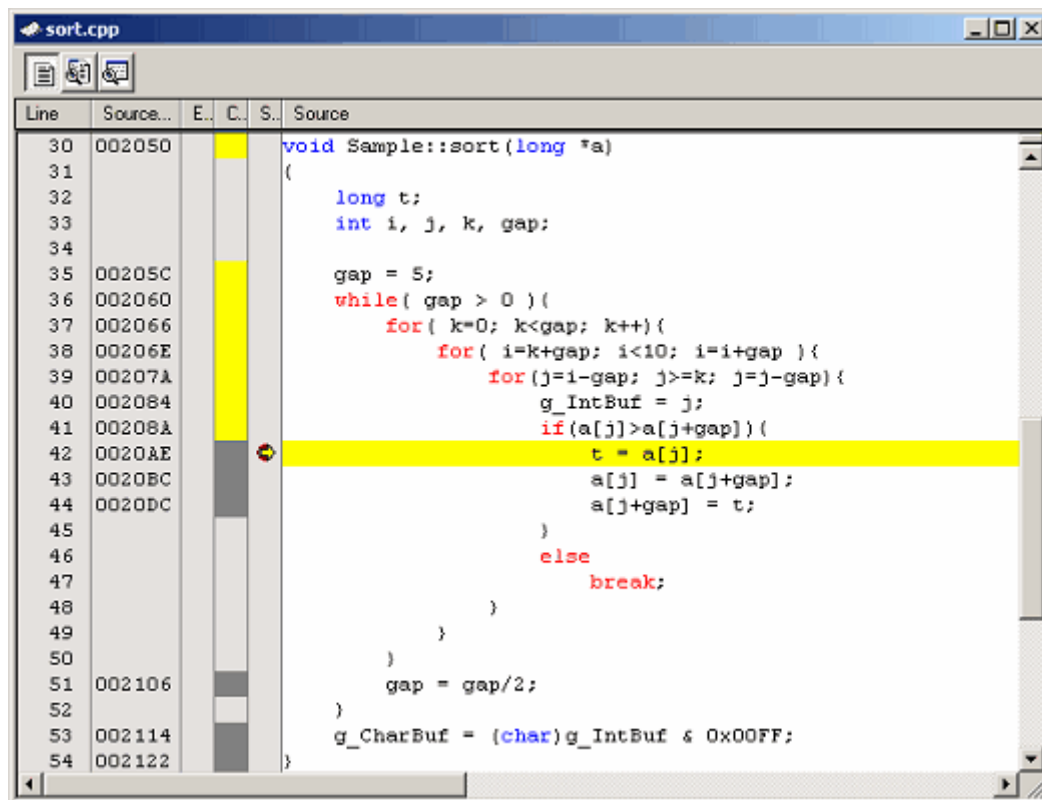 sort.cpp
Line Source... E.. C.. S.. Source
30 002050 void Sample::sort(long *a)
31 {
32 long t;
33 int i, j, k, gap;
34
35 00205C gap = 5;
36 002060 while( gap > 0 ){
37 002066 for( k=0; k<gap; k++){
38 00206E for( i=k+gap; i<10; i=i+gap ){
39 00207A for(j=i-gap; j>=k; j=j-gap){
40 002084 g_IntBuf = j;
41 00208A if(a[j]>a[j+gap]){
42 0020AE t = a[j];
43 0020BC a[j] = a[j+gap];
44 0020DC a[j+gap] = t;
45 }
46 else
47 break;
48 }
49 }
50 }
51 002106 gap = gap/2;
52 }
53 002114 g_CharBuf = (char)g_IntBuf & 0x00FF;
54 002122 }